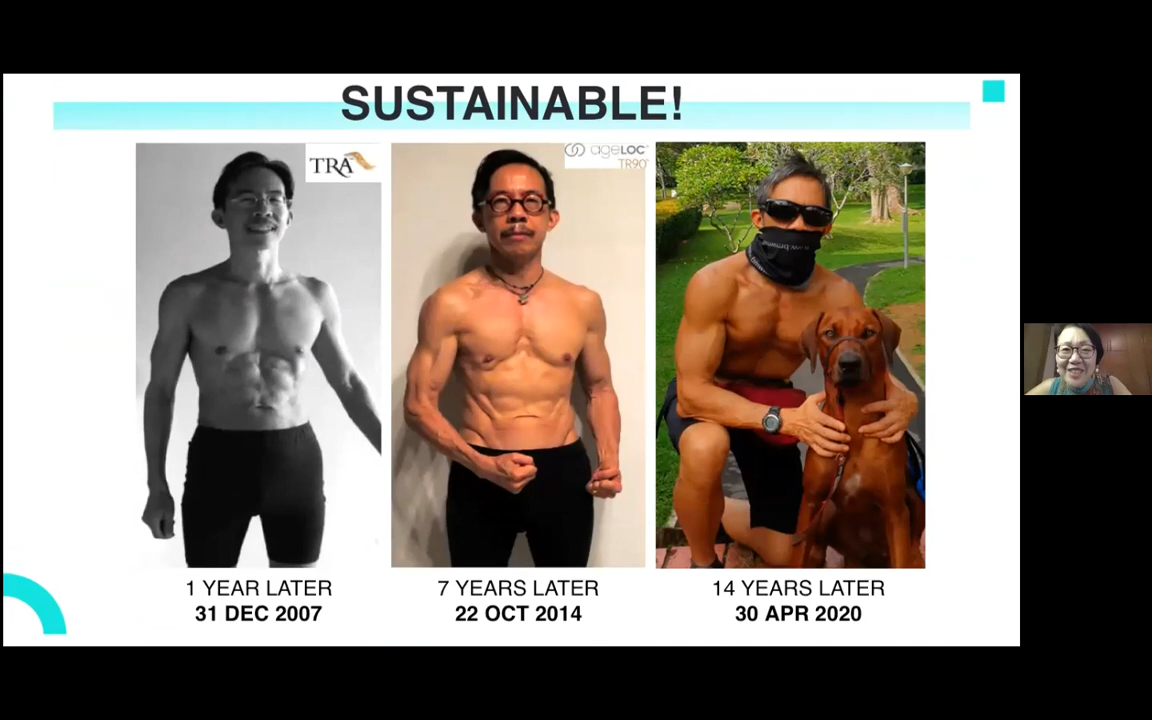 SUSTAINABLE!
TRA
ageLOC
TR90
1 YEAR LATER
31 DEC 2007
7 YEARS LATER
22 OCT 2014
14 YEARS LATER
30 APR 2020